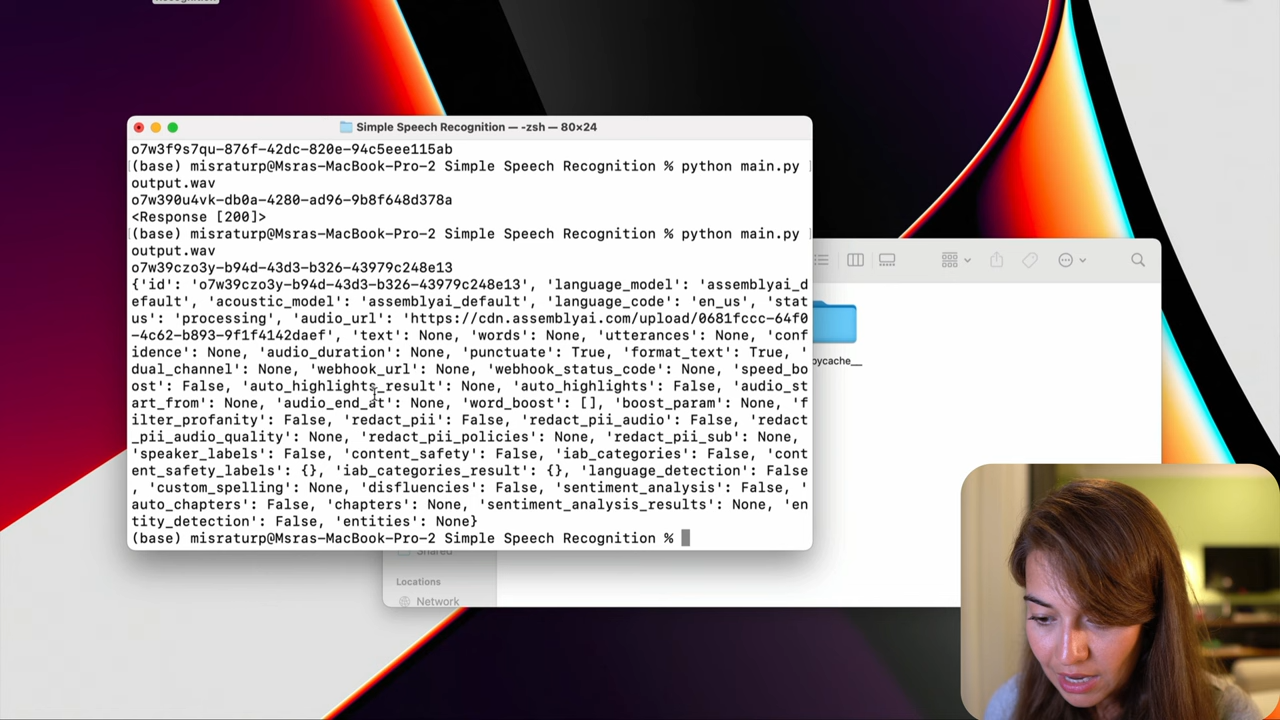 Simple Speech Recognition — -zsh — 80×24
o7w3f9s7qu-876f-42dc-820e-94c5eee115ab
(base) misraturp@Msras-MacBook-Pro-2 Simple Speech Recognition % python main.py
output.wav
o7w390u4vk-db0a-4280-ad96-9b8f648d378a
<Response [200]>
(base) misraturp@Msras-MacBook-Pro-2 Simple Speech Recognition % python main.py
output.wav
o7w39czo3y-b94d-43d3-b326-43979c248e13
{'id': 'o7w39czo3y-b94d-43d3-b326-43979c248e13', 'language_model': 'assemblyai_d
efault', 'acoustic_model': 'assemblyai_default', 'language_code': 'en_us', 'stat
us': 'processing', 'audio_url': 'https://cdn.assemblyai.com/upload/0681fccc-64f0
-4c62-b893-9f1f4142daef', 'text': None, 'words': None, 'utterances': None, 'conf
idence': None, 'audio_duration': None, 'punctuate': True, 'format_text': True, '
dual_channel': None, 'webhook_url': None, 'webhook_status_code': None, 'speed_bo
ost': False, 'auto_highlights_result': None, 'auto_highlights': False, 'audio_st
art_from': None, 'audio_end_at': None, 'word_boost': [], 'boost_param': None, 'f
ilter_profanity': False, 'redact_pii': False, 'redact_pii_audio': False, 'redact
_pii_audio_quality': None, 'redact_pii_policies': None, 'redact_pii_sub': None,
'speaker_labels': False, 'content_safety': False, 'iab_categories': False, 'cont
ent_safety_labels': {}, 'iab_categories_result': {}, 'language_detection': False
, 'custom_spelling': None, 'disfluencies': False, 'sentiment_analysis': False, '
auto_chapters': False, 'chapters': None, 'sentiment_analysis_results': None, 'en
tity_detection': False, 'entities': None}
(base) misraturp@Msras-MacBook-Pro-2 Simple Speech Recognition %
pycache__
Shared
Locations
Network